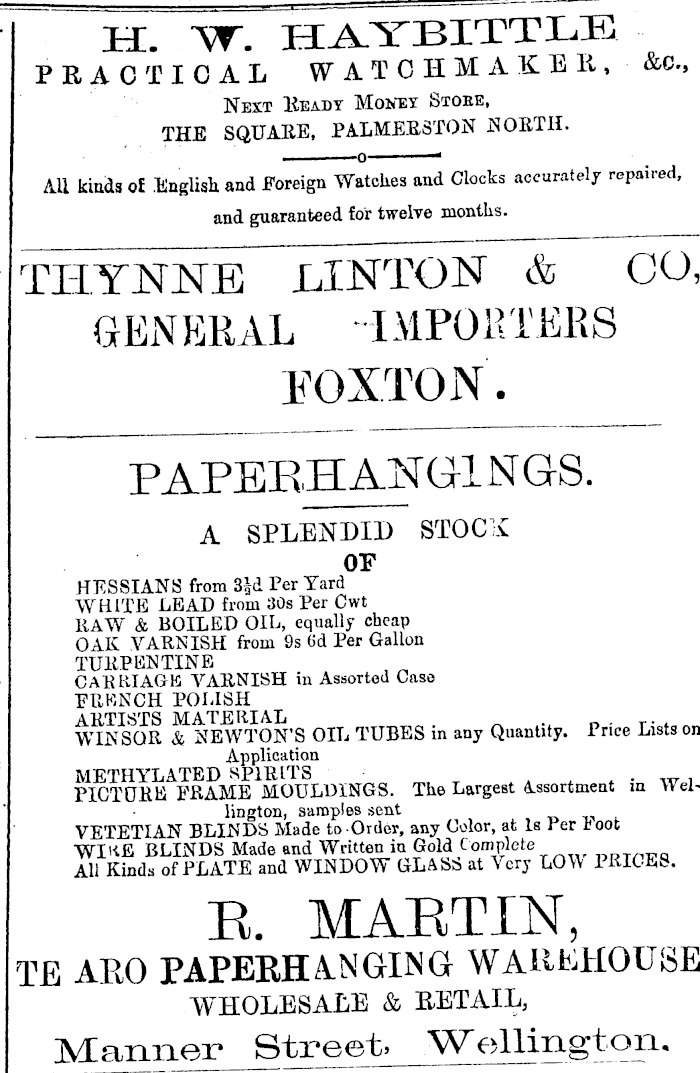 H. W. HAYBITTLE
PRACTICAL WATCHMAKER, &c.,
NEXT READY MONEY STORE,
THE SQUARE, PALMERSTON NORTH.
All kinds of English and Foreign Watches and Clocks accurately repaired,
and guaranteed for twelve months.
THYNNE LINTON & CO,
GENERAL IMPORTERS
FOXTON.
PAPERHANGINGS.
A SPLENDID STOCK
OF
HESSIANS from 3½d Per Yard
WHITE LEAD from 30s Per Cwt
RAW & BOILED OIL, equally cheap
OAK VARNISH from 9s 6d Per Gallon
TURPENTINE
CARRIAGE VARNISH in Assorted Case
FRENCH POLISH
ARTISTS MATERIAL
WINSOR & NEWTON'S OIL TUBES in any Quantity. Price Lists on
Application
METHYLATED SPIRITS
PICTURE FRAME MOULDINGS. The Largest Assortment in Wel-
lington, samples sent
VETETIAN BLINDS Made to Order, any Color, at 1s Per Foot
WIRE BLINDS Made and Written in Gold Complete
All Kinds of PLATE and WINDOW GLASS at Very LOW PRICES.
R. MARTIN,
TE ARO PAPERHANGING WAREHOUSE
WHOLESALE & RETAIL,
Manner Street, Wellington.